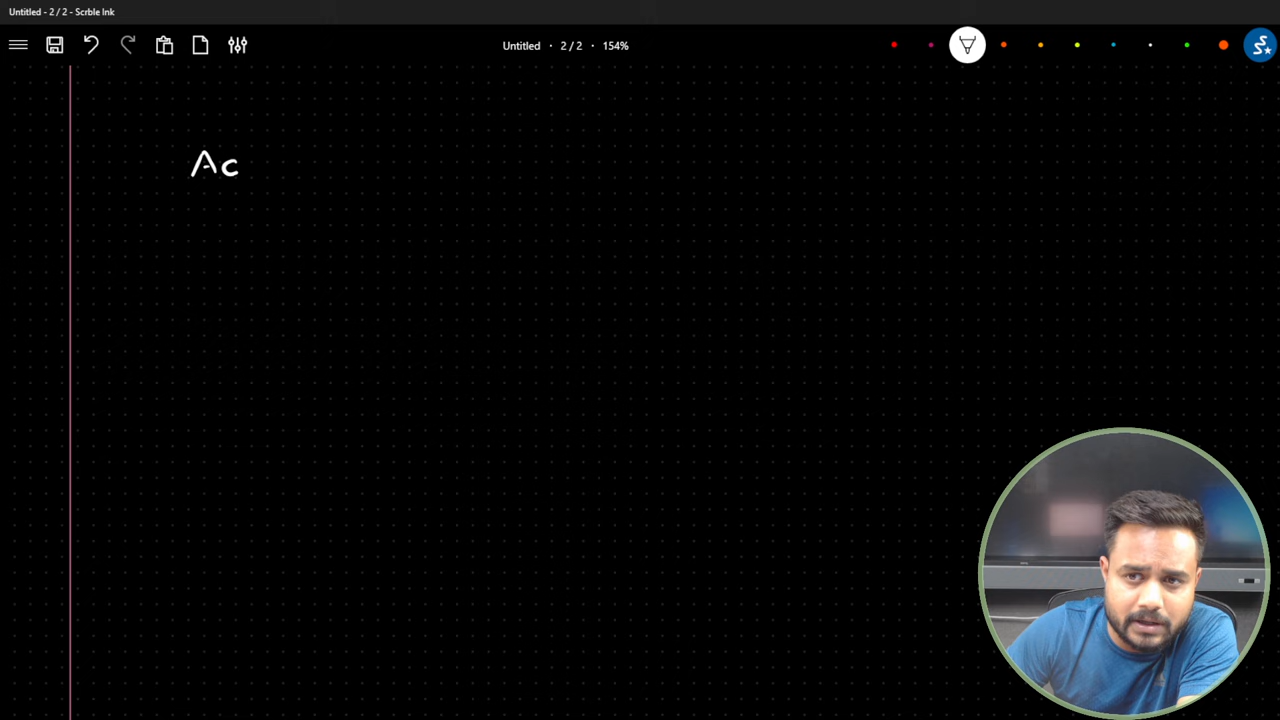 Untitled - 2 / 2 - Scrble Ink
Untitled · 2 / 2 · 154%
Ac